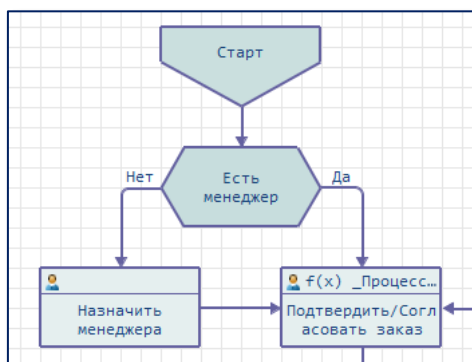 Старт
Есть
менеджер
Нет
Да
Назначить
менеджера
f(x) _Процесс…
Подтвердить/Согл
асовать заказ